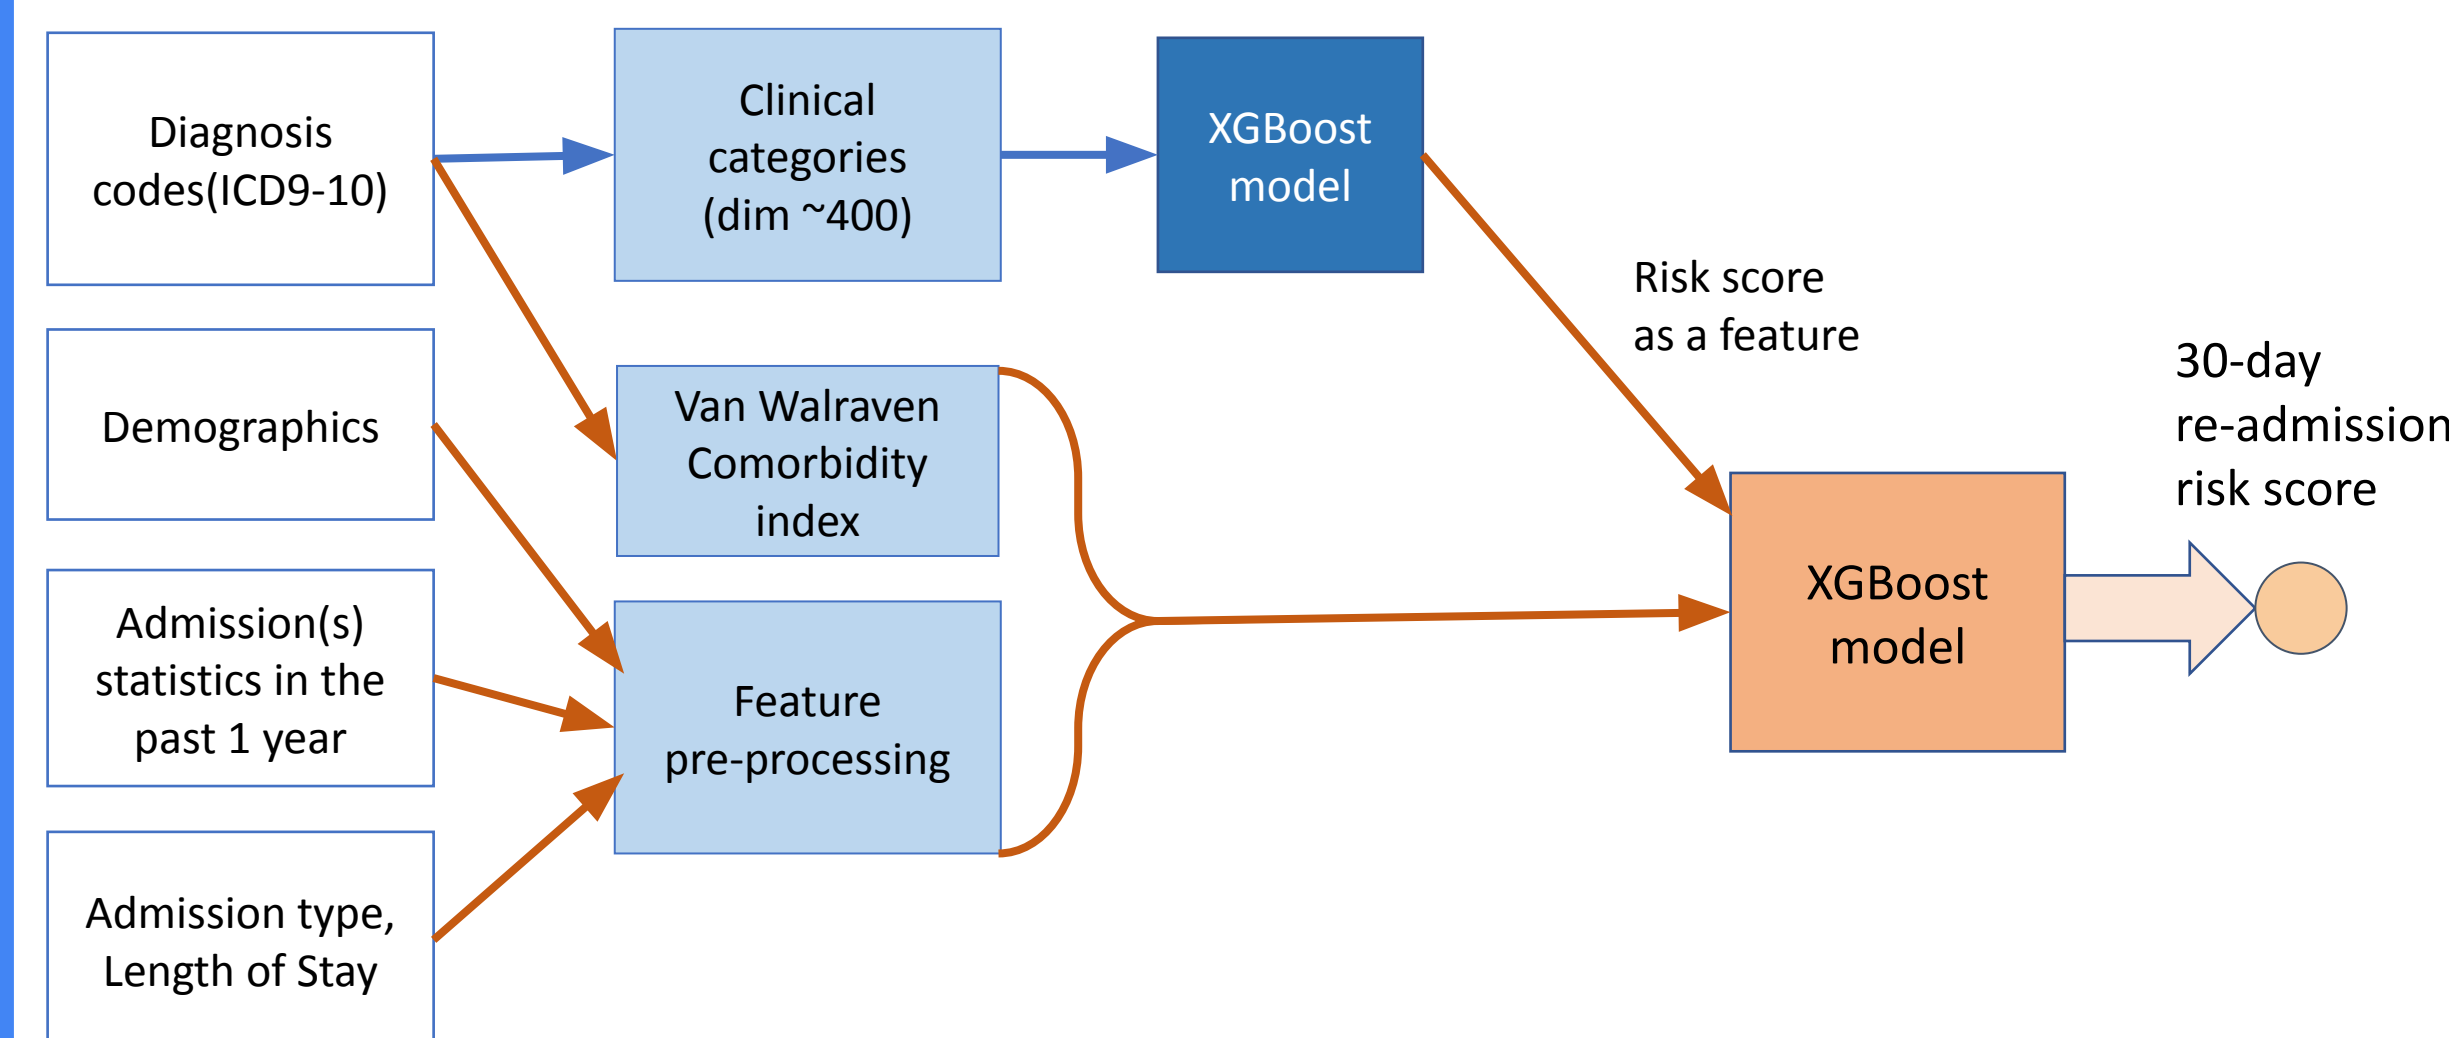 Diagnosis
codes(ICD9-10)
Clinical
categories
(dim ~400)
XGBoost
model
Risk score
as a feature
30-day
re-admission
risk score
Demographics
Van Walraven
Comorbidity
index
Admission(s)
statistics in the
past 1 year
Feature
pre-processing
XGBoost
model
Admission type,
Length of Stay